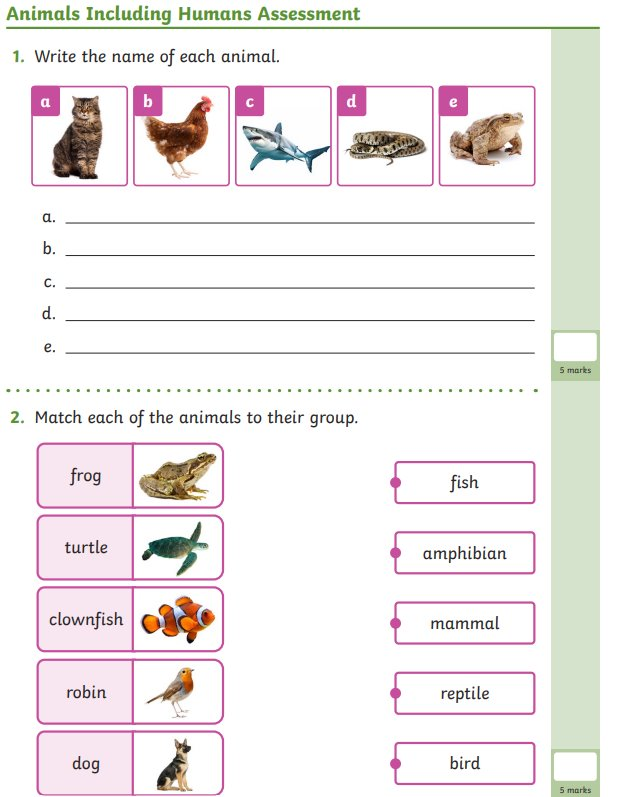 Animals Including Humans Assessment
1. Write the name of each animal.
a b c d e
a.
b.
c.
d.
e.
5 marks
2. Match each of the animals to their group.
frog
fish
turtle
amphibian
clownfish
mammal
robin
reptile
dog
bird
5 marks